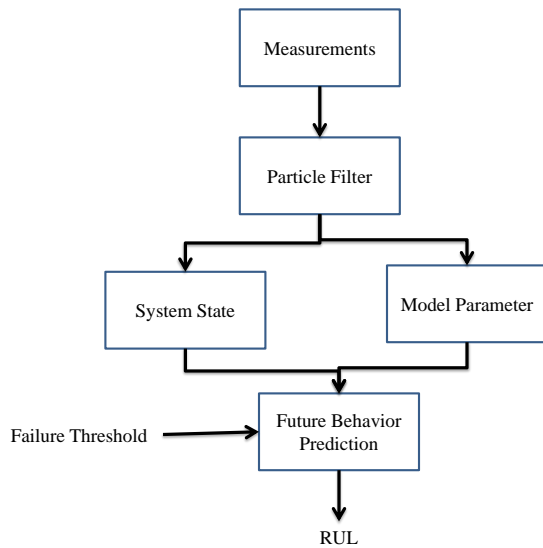 Measurements
Particle Filter
System State
Model Parameter
Failure Threshold
Future Behavior
Prediction
RUL